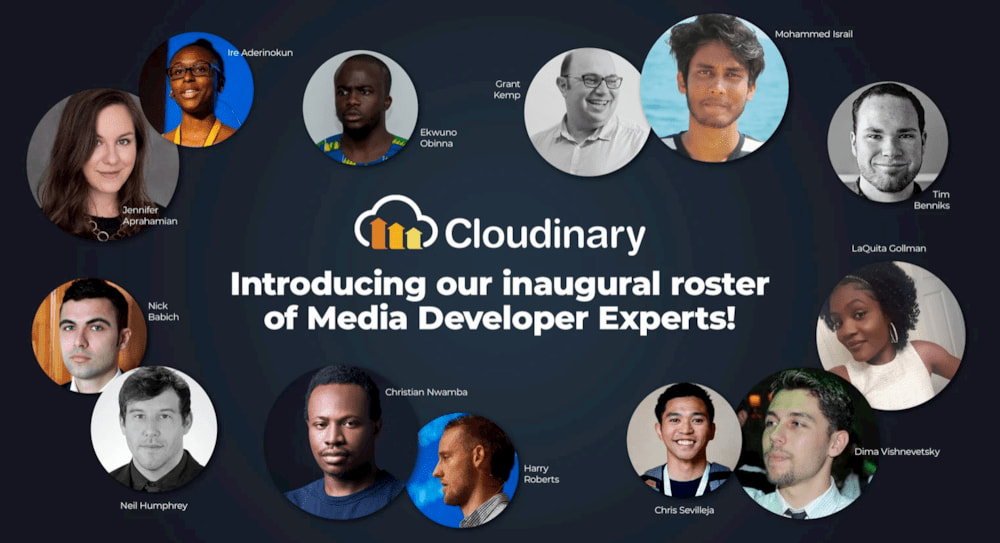 Ire Aderinokun
Mohammed Israil
Grant
Kemp
Ekwuno
Obinna
Tim
Benniks
Jennifer
Aprahamian
Cloudinary
LaQuita Gollman
Introducing our inaugural roster
of Media Developer Experts!
Nick
Babich
Christian Nwamba
Dima Vishnevetsky
Harry
Roberts
Neil Humphrey
Chris Sevilleja